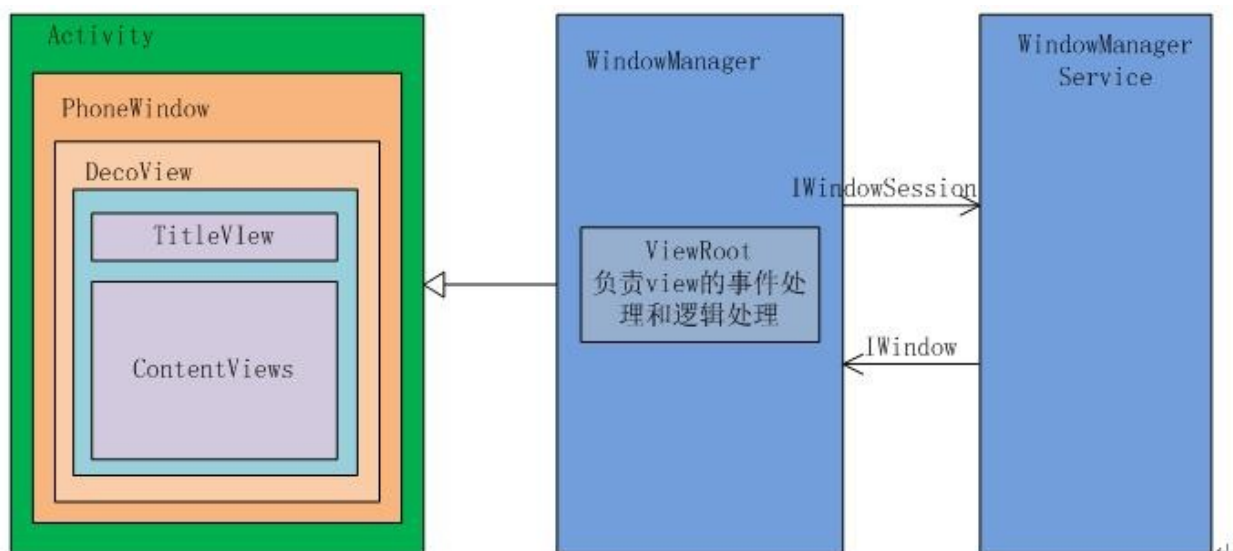 Activity
PhoneWindow
DecoView
TitleVIew
ContentViews
WindowManager
ViewRoot
负责view的事件处
理和逻辑处理
IWindowSession
IWindow
WindowManager
Service